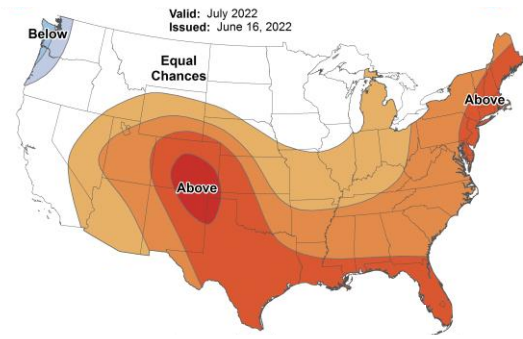 Valid: July 2022
Issued: June 16, 2022
Below
Equal
Chances
Above
Above